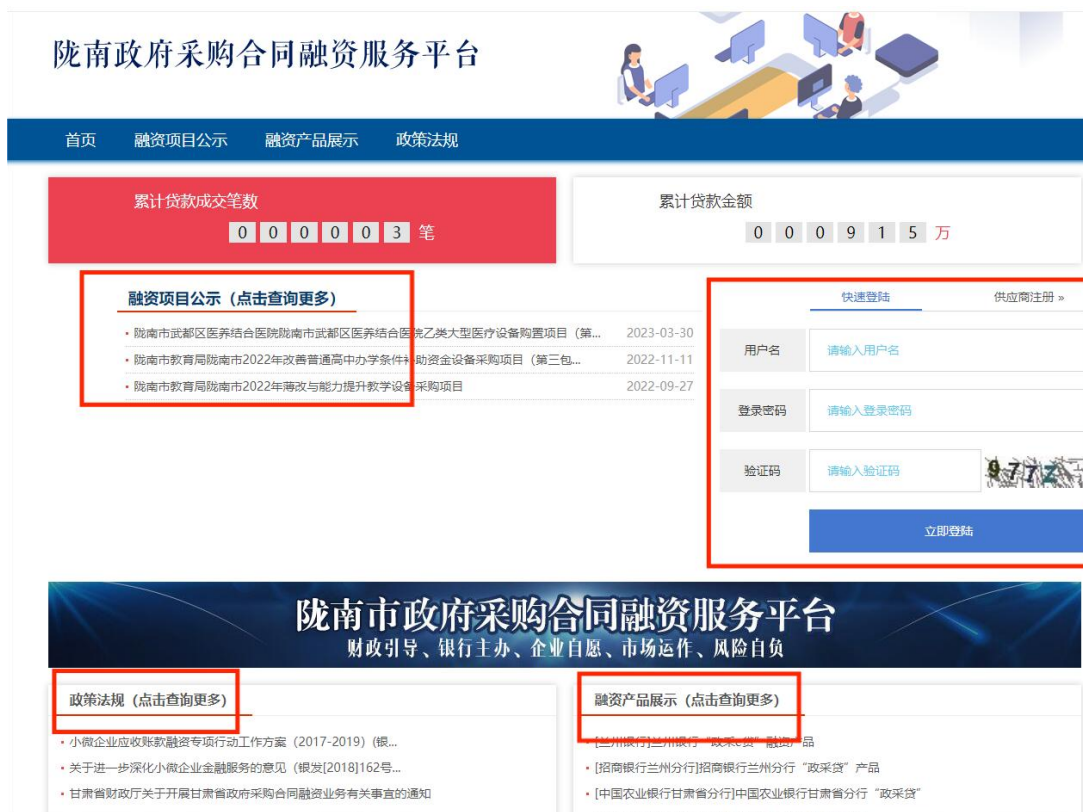 陇南政府采购合同融资服务平台
首页 融资项目公示 融资产品展示 政策法规
累计贷款成交笔数
0 0 0 0 0 3 笔
累计贷款金额
0 0 0 9 1 5 万
融资项目公示（点击查询更多）
• 陇南市武都区医养结合医院陇南市武都区医养结合医院乙类大型医疗设备购置项目（第... 2023-03-30
• 陇南市教育局陇南市2022年改善普通高中办学条件补助资金设备采购项目（第三包... 2022-11-11
• 陇南市教育局陇南市2022年薄改与能力提升教学设备采购项目 2022-09-27
快速登陆 供应商注册 »
用户名 请输入用户名
登录密码 请输入登录密码
验证码 请输入验证码 977Z
立即登陆
陇南市政府采购合同融资服务平台
财政引导、银行主办、企业自愿、市场运作、风险自负
政策法规（点击查询更多）
• 小微企业应收账款融资专项行动工作方案（2017-2019）(银...
• 关于进一步深化小微企业金融服务的意见（银发[2018]162号...
• 甘肃省财政厅关于开展甘肃省政府采购合同融资业务有关事宜的通知
融资产品展示（点击查询更多）
• [兰州银行]兰州银行“政采e贷”融资产品
• [招商银行兰州分行]招商银行兰州分行“政采贷”产品
• [中国农业银行甘肃省分行]中国农业银行甘肃省分行“政采贷”